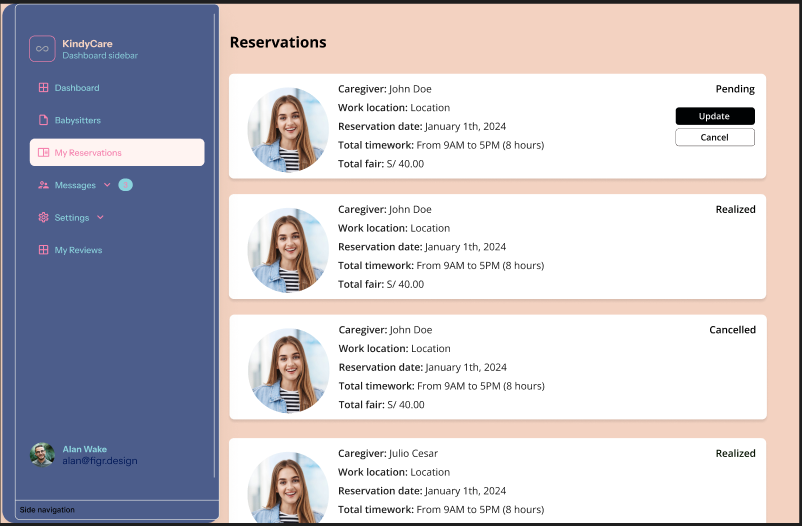 KindyCare
Dashboard sidebar
Dashboard
Babysitters
My Reservations
Messages
Settings
My Reviews
Alan Wake
alan@figr.design
Side navigation
Reservations
Caregiver: John Doe
Pending
Work location: Location
Update
Reservation date: January 1th, 2024
Cancel
Total timework: From 9AM to 5PM (8 hours)
Total fair: S/ 40.00
Caregiver: John Doe
Realized
Work location: Location
Reservation date: January 1th, 2024
Total timework: From 9AM to 5PM (8 hours)
Total fair: S/ 40.00
Caregiver: John Doe
Cancelled
Work location: Location
Reservation date: January 1th, 2024
Total timework: From 9AM to 5PM (8 hours)
Total fair: S/ 40.00
Caregiver: Julio Cesar
Realized
Work location: Location
Reservation date: January 1th, 2024
Total timework: From 9AM to 5PM (8 hours)